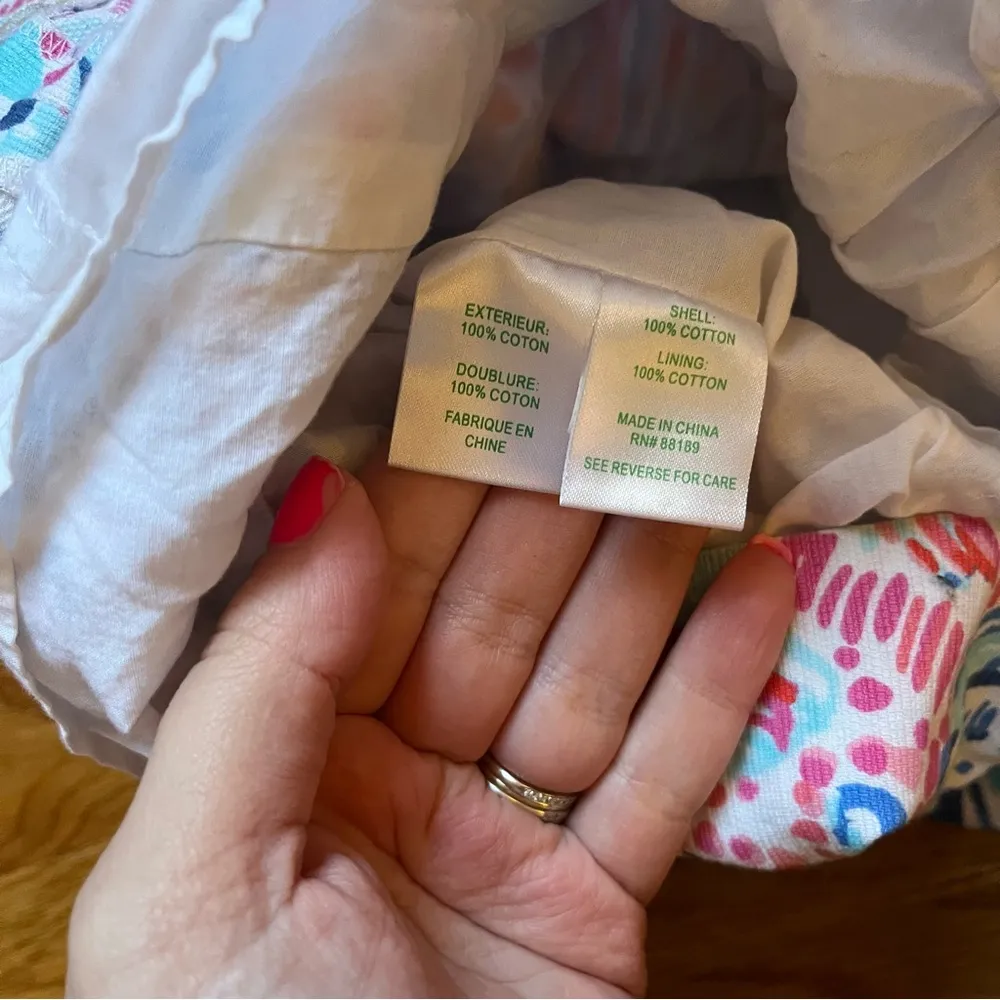 EXTERIEUR:
100% COTON
DOUBLURE:
100% COTON
FABRIQUE EN
CHINE
SHELL:
100% COTTON
LINING:
100% COTTON
MADE IN CHINA
RN# 88189
SEE REVERSE FOR CARE